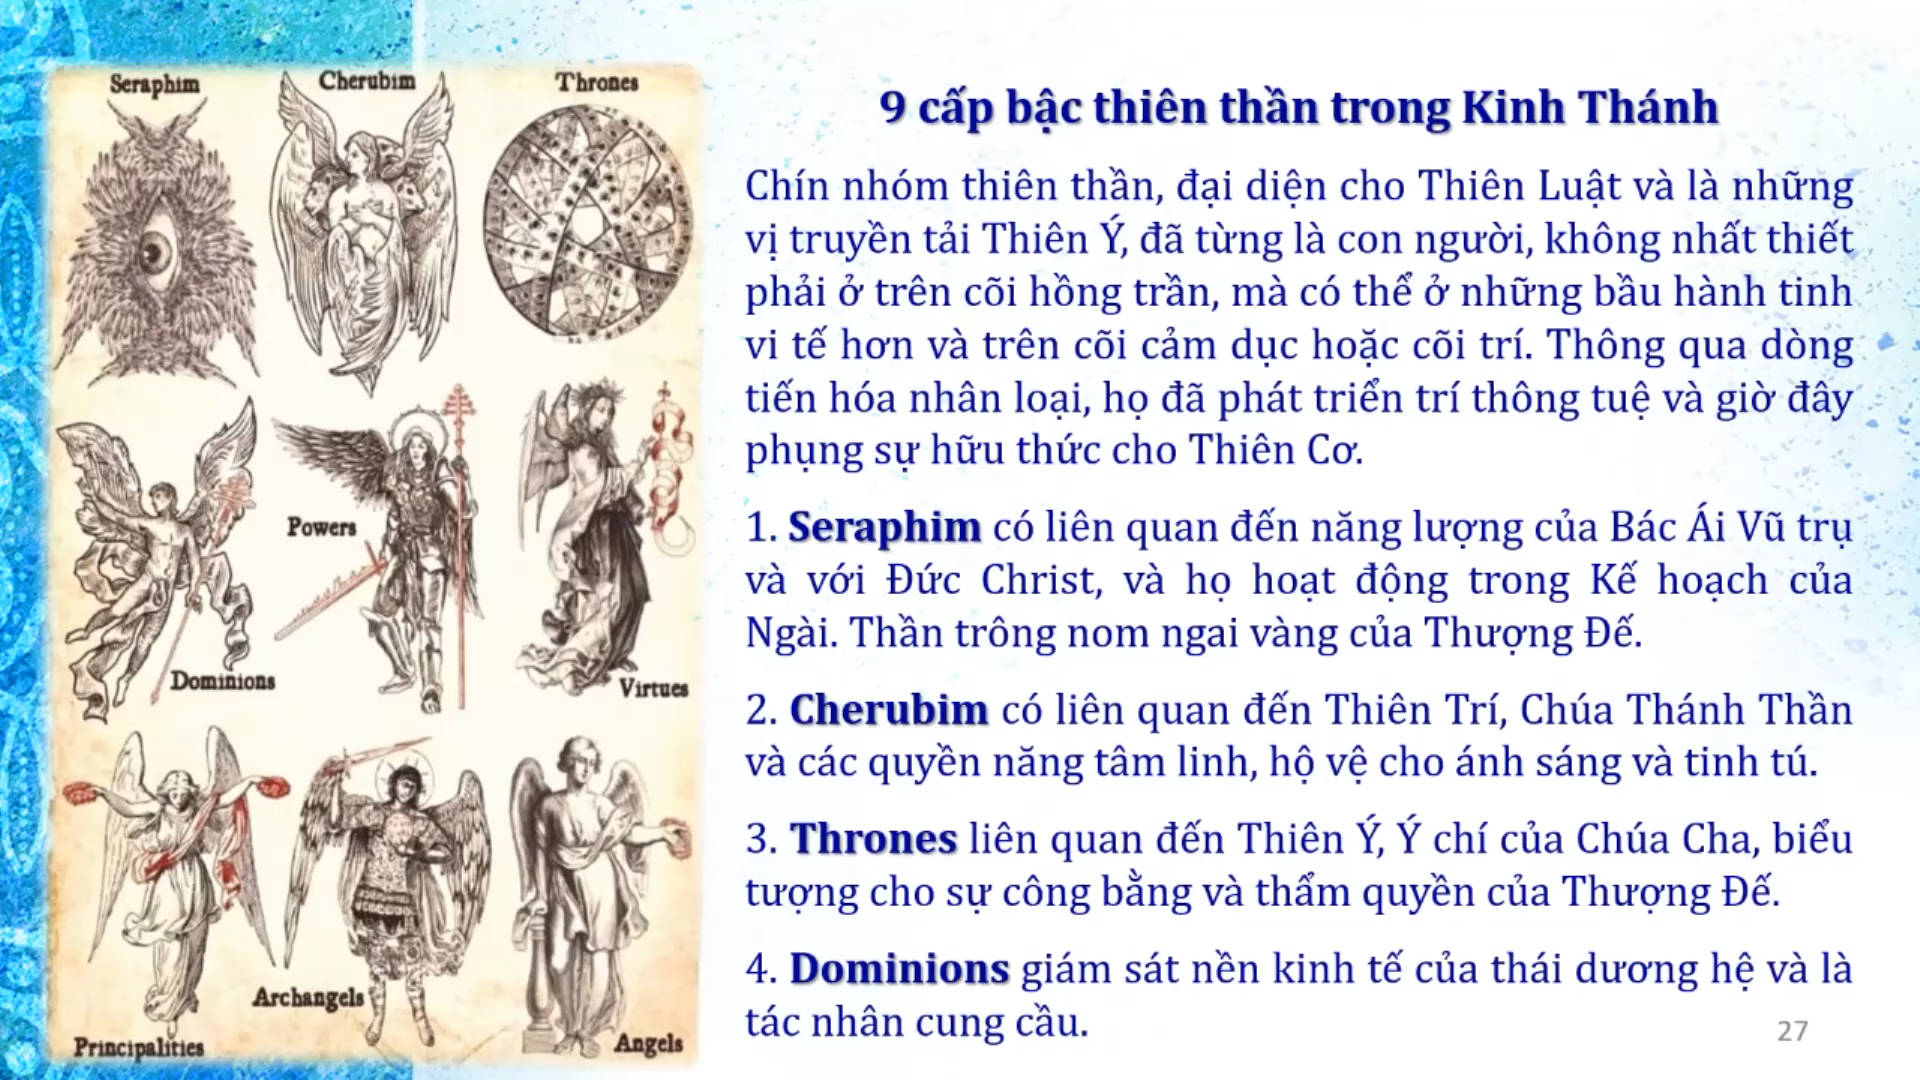 Seraphim
Cherubim
Thrones
Powers
Dominions
Virtues
Archangels
Principalities
Angels
9 cấp bậc thiên thần trong Kinh Thánh
Chín nhóm thiên thần, đại diện cho Thiên Luật và là những
vị truyền tải Thiên Ý, đã từng là con người, không nhất thiết
phải ở trên cõi hồng trần, mà có thể ở những bầu hành tinh
vi tế hơn và trên cõi cảm dục hoặc cõi trí. Thông qua dòng
tiến hóa nhân loại, họ đã phát triển trí thông tuệ và giờ đây
phụng sự hữu thức cho Thiên Cơ.
1. Seraphim có liên quan đến năng lượng của Bác Ái Vũ trụ
và với Đức Christ, và họ hoạt động trong Kế hoạch của
Ngài. Thần trông nom ngai vàng của Thượng Đế.
2. Cherubim có liên quan đến Thiên Trí, Chúa Thánh Thần
và các quyền năng tâm linh, hộ vệ cho ánh sáng và tinh tú.
3. Thrones liên quan đến Thiên Ý, Ý chí của Chúa Cha, biểu
tượng cho sự công bằng và thẩm quyền của Thượng Đế.
4. Dominions giám sát nền kinh tế của thái dương hệ và là
tác nhân cung cầu.
27